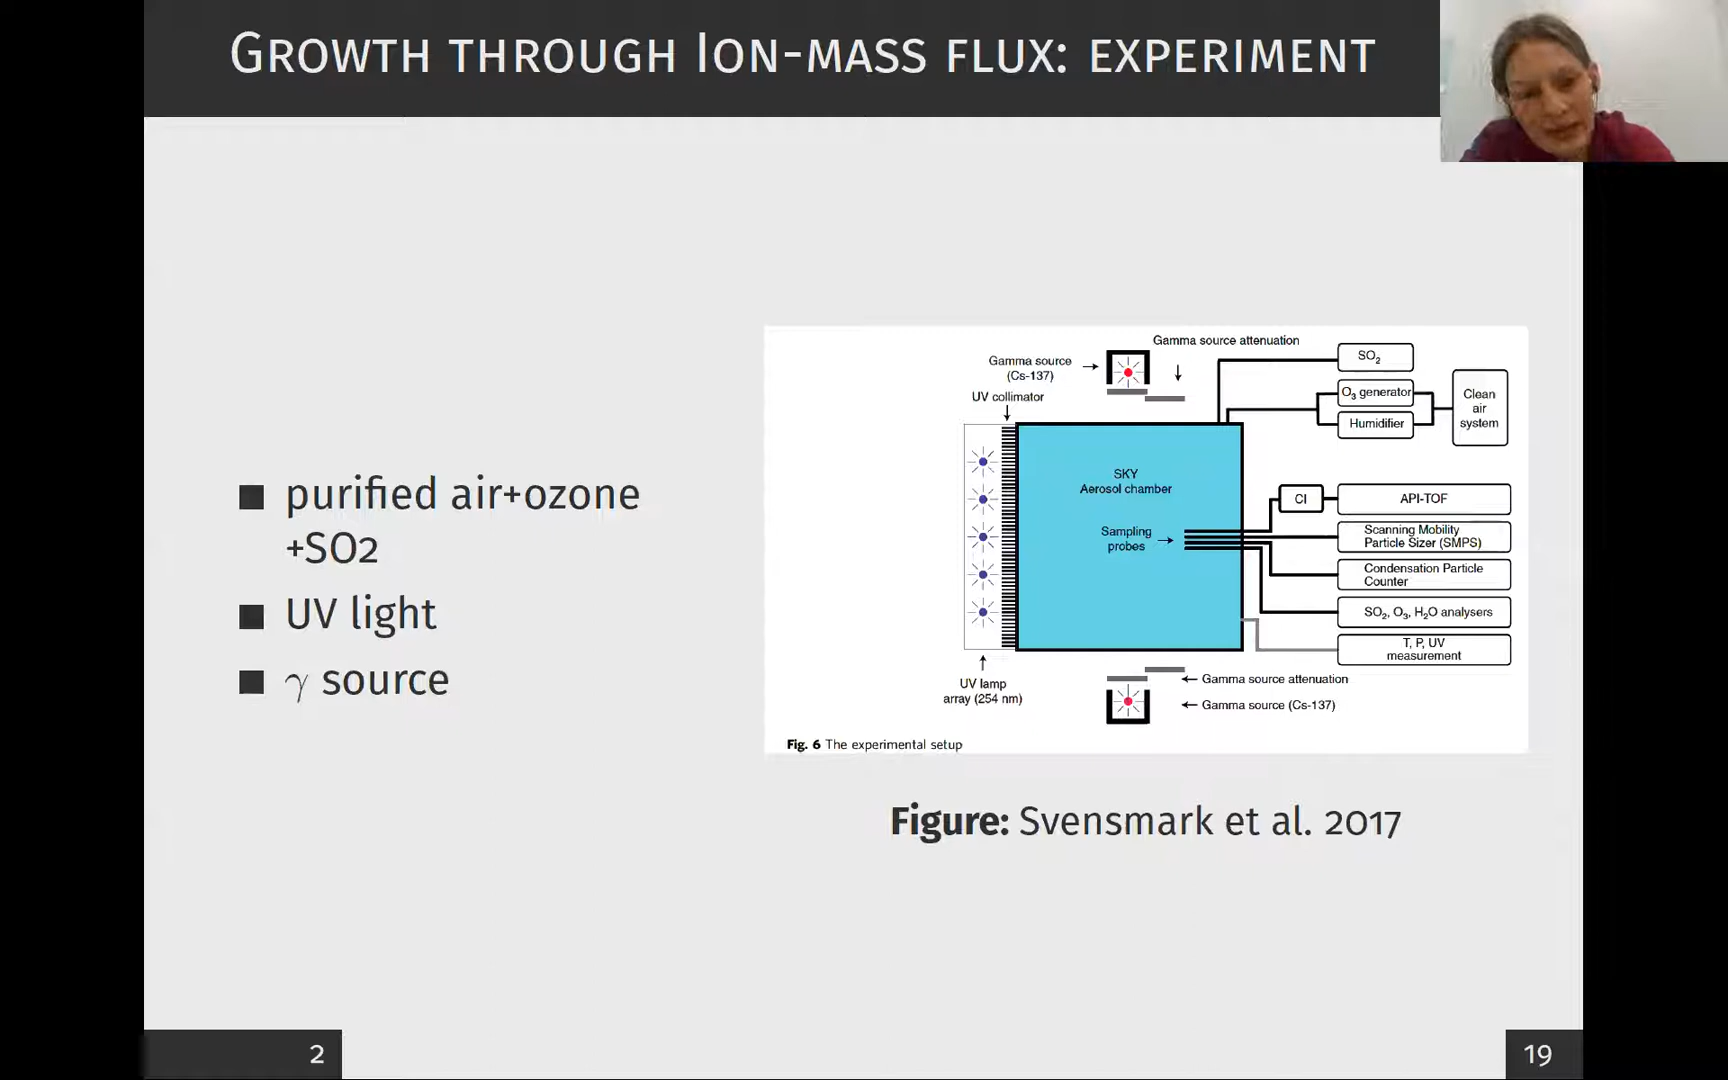 Growth through Ion-mass flux: experiment
purified air+ozone
+SO2
UV light
γ source
Gamma source attenuation
Gamma source
(Cs-137)
UV collimator
SO₂
O₃ generator
Humidifier
Clean
air
system
SKY
Aerosol chamber
Sampling
probes
CI
API-TOF
Scanning Mobility
Particle Sizer (SMPS)
Condensation Particle
Counter
SO₂, O₃, H₂O analysers
T, P, UV
measurement
UV lamp
array (254 nm)
Gamma source attenuation
Gamma source (Cs-137)
Fig. 6 The experimental setup
Figure: Svensmark et al. 2017
2
19